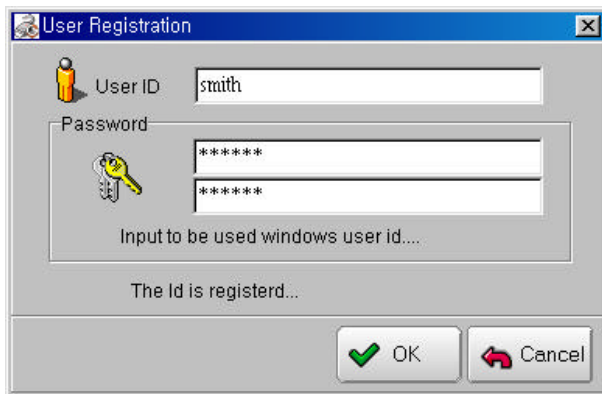 User Registration
User ID
smith
Password
******
******
Input to be used windows user id....
The Id is registerd...
OK
Cancel